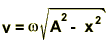 v = ω√(A² - x²)